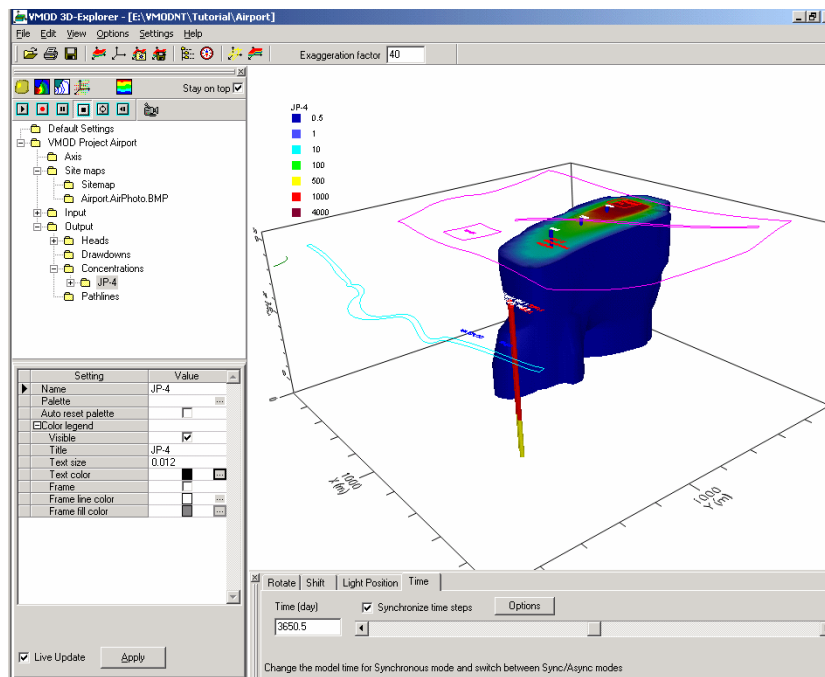 VMOD 3D-Explorer - [E:\VMODNT\Tutorial\Airport]
File Edit View Options Settings Help
Exaggeration factor 40
Stay on top
Default Settings
VMOD Project Airport
Axis
Site maps
Sitemap
Airport.AirPhoto.BMP
Input
Output
Heads
Drawdowns
Concentrations
JP-4
Pathlines
Setting Value
Name JP-4
Palette ...
Auto reset palette
Color legend
Visible
Title JP-4
Text size 0.012
Text color ...
Frame
Frame line color ...
Frame fill color ...
Live Update Apply
JP-4
0.5
1
10
100
500
1000
4000
1000
X (m)
1000
Y (m)
Rotate Shift Light Position Time
Time (day) Synchronize time steps Options
3650.5
Change the model time for Synchronous mode and switch between Sync/Async modes